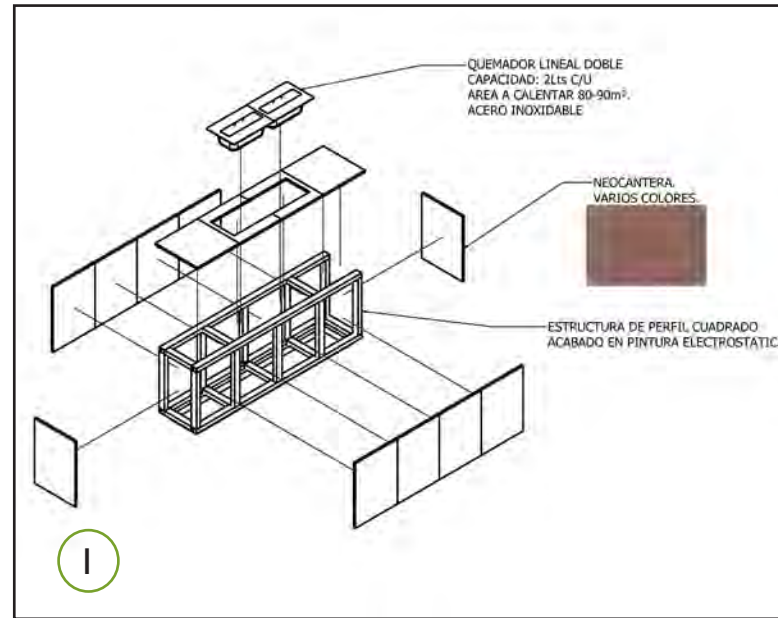 QUEMADOR LINEAL DOBLE
CAPACIDAD: 2Lts C/U
AREA A CALENTAR 80-90m².
ACERO INOXIDABLE
NEOCANTERA.
VARIOS COLORES.
ESTRUCTURA DE PERFIL CUADRADO
ACABADO EN PINTURA ELECTROSTATIC
I